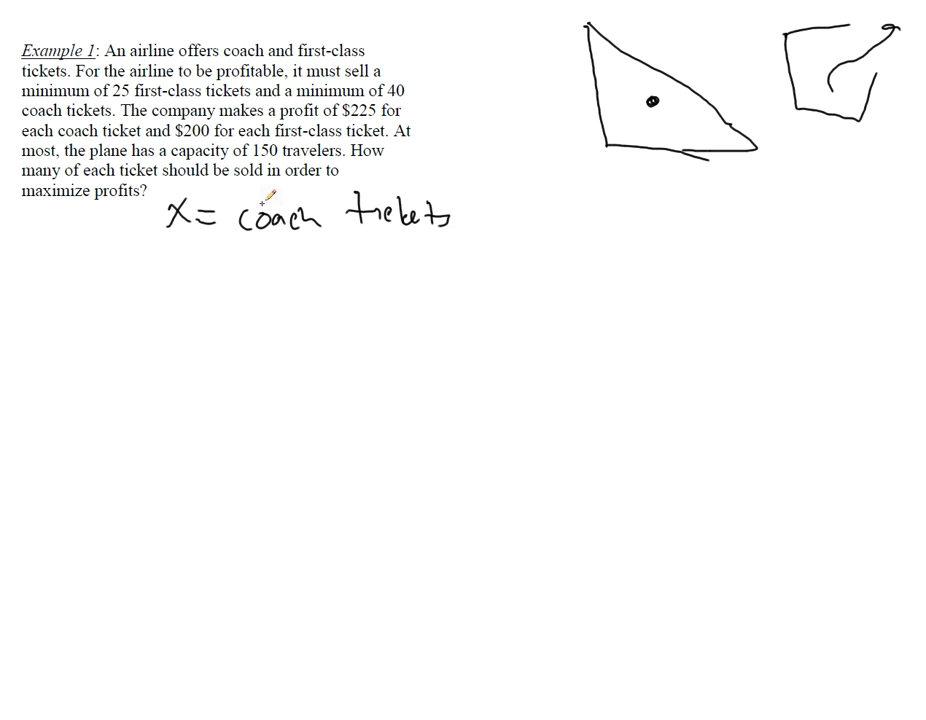 Example 1: An airline offers coach and first-class
tickets. For the airline to be profitable, it must sell a
minimum of 25 first-class tickets and a minimum of 40
coach tickets. The company makes a profit of $225 for
each coach ticket and $200 for each first-class ticket. At
most, the plane has a capacity of 150 travelers. How
many of each ticket should be sold in order to
maximize profits?
x = coach tickets